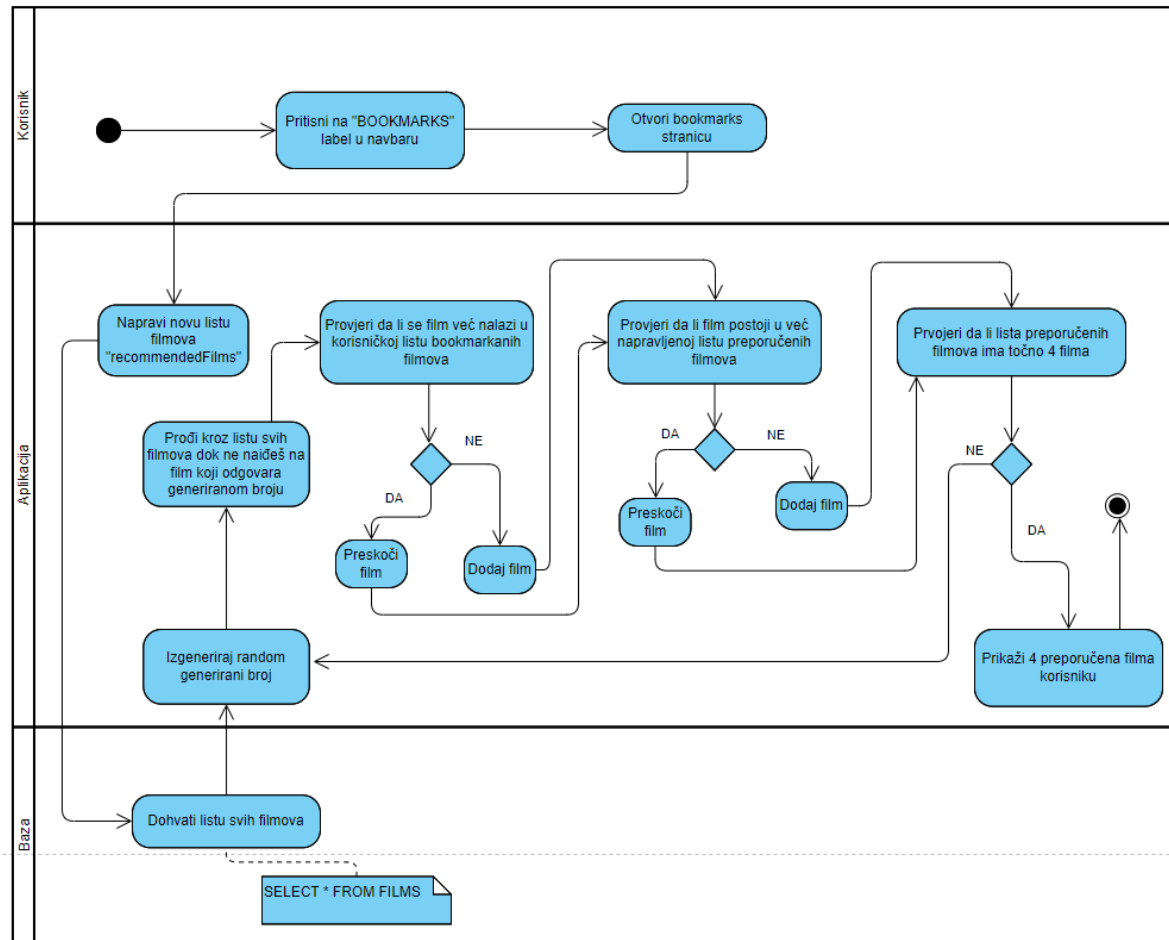 Korisnik
Pritisni na "BOOKMARKS"
label u navbaru
Otvori bookmarks
stranicu
Aplikacija
Napravi novu listu
filmova
"recommendedFilms"
Provjeri da li se film već nalazi u
korisničkoj listu bookmarkanih
filmova
Provjeri da li film postoji u već
napravljenoj listu preporučenih
filmova
Prvojeri da li lista preporučenih
filmova ima točno 4 filma
Prođi kroz listu svih
filmova dok ne naiđeš na
film koji odgovara
generiranom broju
NE
DA
Preskoči
film
Dodaj film
DA
NE
Preskoči
film
Dodaj film
NE
DA
Izgeneriraj random
generirani broj
Prikaži 4 preporučena filma
korisniku
Baza
Dohvati listu svih filmova
SELECT * FROM FILMS